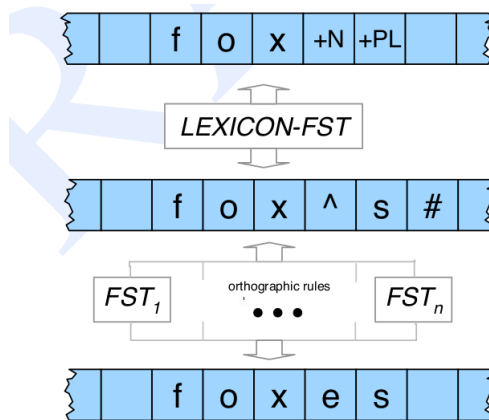 f o x +N +PL
LEXICON-FST
f o x ^ s #
orthographic rules
FST1 ••• FSTn
f o x e s